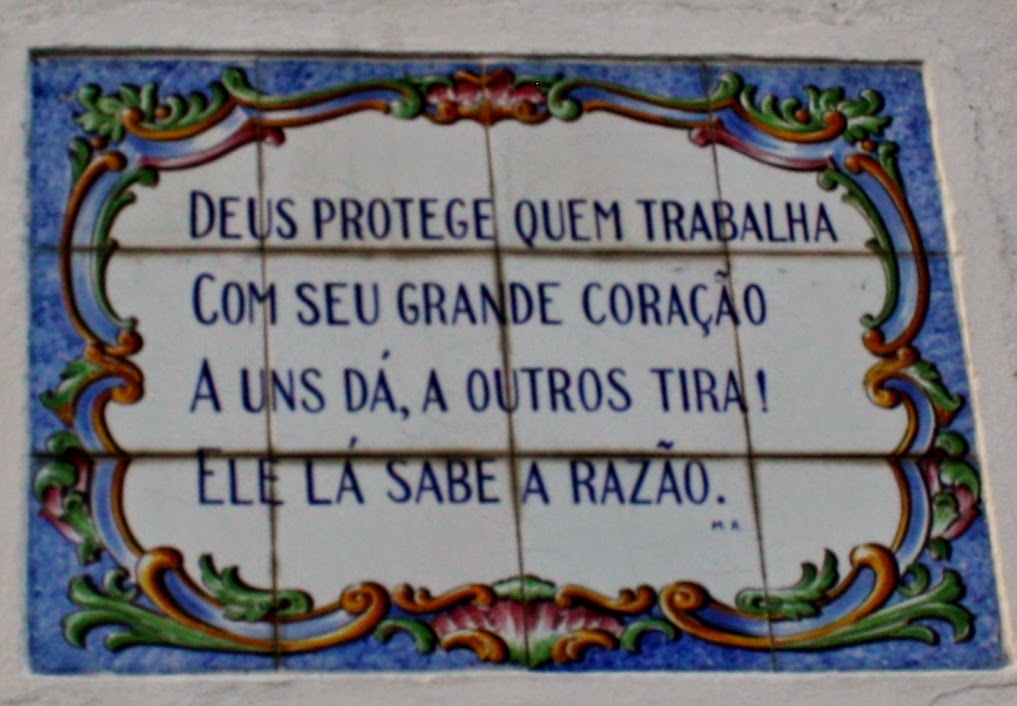 DEUS PROTEGE QUEM TRABALHA
COM SEU GRANDE CORAÇÃO
A UNS DÁ, A OUTROS TIRA!
ELE LÁ SABE A RAZÃO.
M.A.